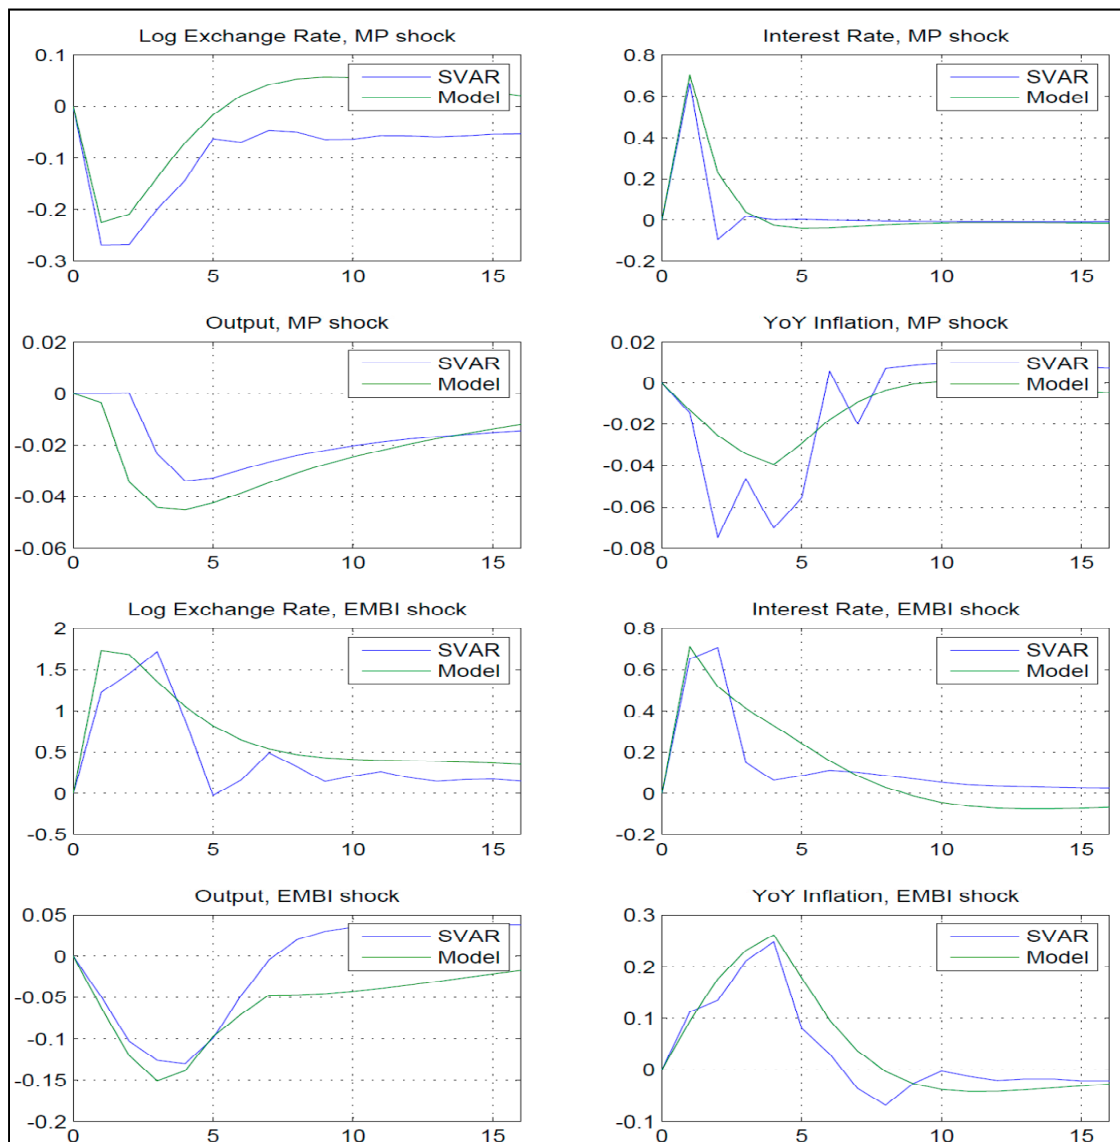 Log Exchange Rate, MP shock
0.1
0
-0.1
-0.2
-0.3
0 5 10 15
SVAR
Model
Interest Rate, MP shock
0.8
0.6
0.4
0.2
0
-0.2
0 5 10 15
SVAR
Model
Output, MP shock
0.02
0
-0.02
-0.04
-0.06
0 5 10 15
SVAR
Model
YoY Inflation, MP shock
0.02
0
-0.02
-0.04
-0.06
-0.08
0 5 10 15
SVAR
Model
Log Exchange Rate, EMBI shock
2
1.5
1
0.5
0
-0.5
0 5 10 15
SVAR
Model
Interest Rate, EMBI shock
0.8
0.6
0.4
0.2
0
-0.2
0 5 10 15
SVAR
Model
Output, EMBI shock
0.05
0
-0.05
-0.1
-0.15
-0.2
0 5 10 15
SVAR
Model
YoY Inflation, EMBI shock
0.3
0.2
0.1
0
-0.1
0 5 10 15
SVAR
Model